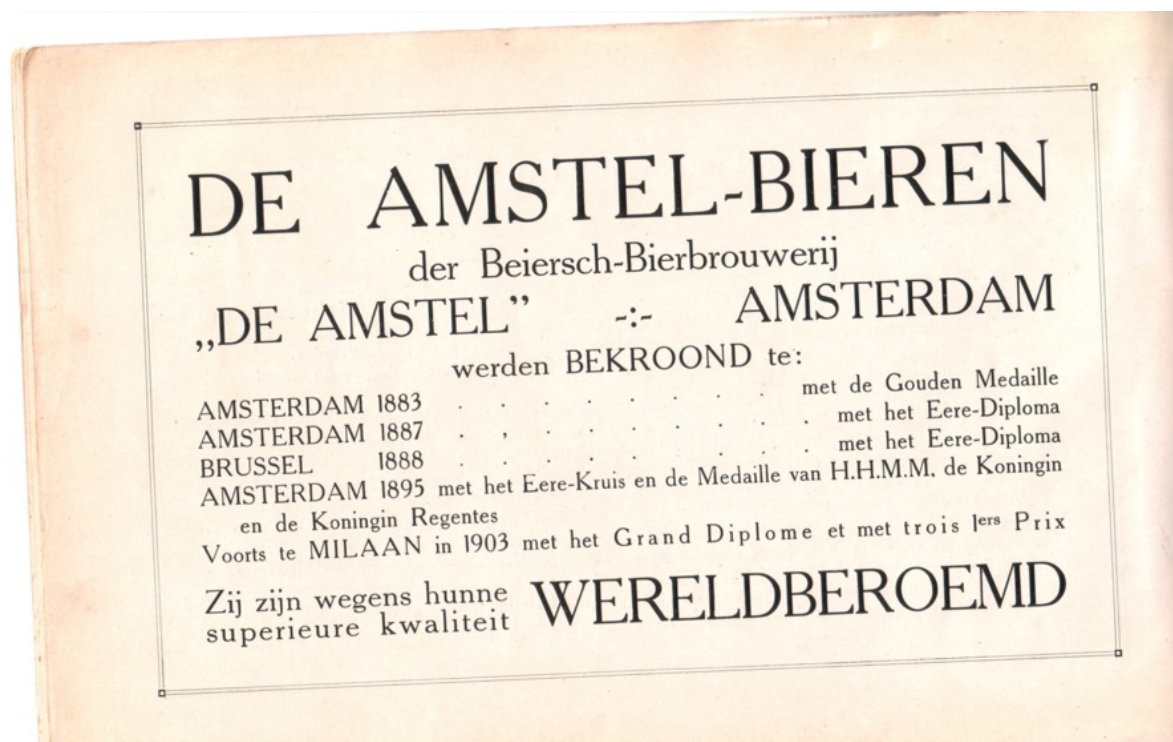 DE AMSTEL-BIEREN
der Beiersch-Bierbrouwerij
„DE AMSTEL” -:- AMSTERDAM
werden BEKROOND te:
AMSTERDAM 1883 . . . . . . . . met de Gouden Medaille
AMSTERDAM 1887 . , . . . . . . . met het Eere-Diploma
BRUSSEL 1888 . . . . . . . . met het Eere-Diploma
AMSTERDAM 1895 met het Eere-Kruis en de Medaille van H.H.M.M. de Koningin
en de Koningin Regentes
Voorts te MILAAN in 1903 met het Grand Diplome et met trois 1ers Prix
Zij zijn wegens hunne
superieure kwaliteit WERELDBEROEMD